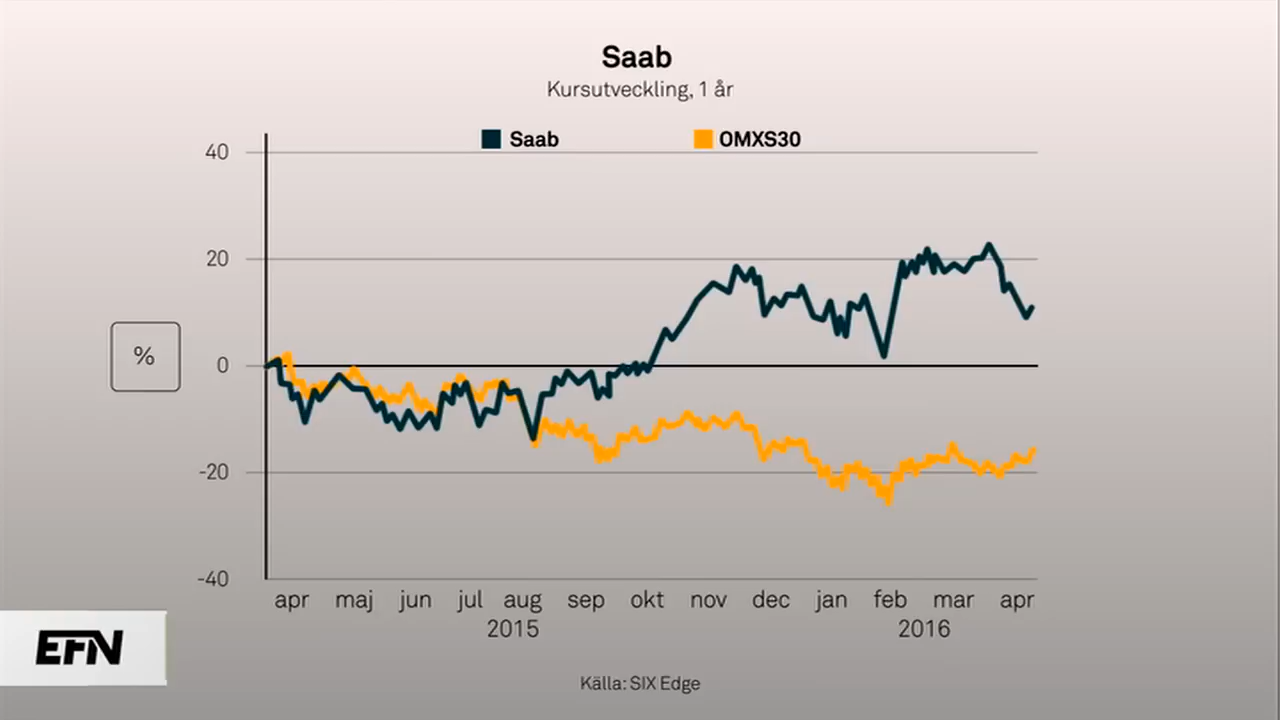 Saab
Kursutveckling, 1 år
Saab OMXS30
40
20
%
0
-20
-40
apr maj jun jul aug sep okt nov dec jan feb mar apr
2015 2016
EFN
Källa: SIX Edge